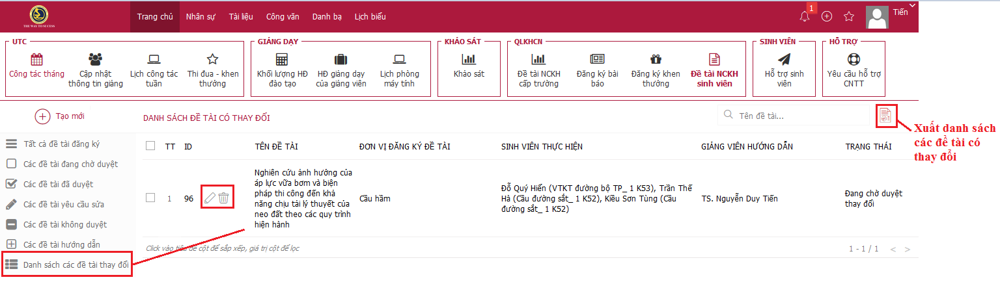 THE WAY TO SUCESS
Trang chủ Nhân sự Tài liệu Công văn Danh bạ Lịch biểu
1
Tiến
UTC
Công tác tháng
Cập nhật
thông tin giảng
Lịch công tác
tuần
Thi đua - khen
thưởng
GIẢNG DẠY
Khối lượng HĐ
đào tạo
HĐ giảng dạy
của giảng viên
Lịch phòng
máy tính
KHẢO SÁT
Khảo sát
QLKHCN
Đề tài NCKH
cấp trường
Đăng ký bài
báo
Đăng ký khen
thưởng
Đề tài NCKH
sinh viên
SINH VIÊN
Hỗ trợ sinh
viên
HỖ TRỢ
Yêu cầu hỗ trợ
CNTT
Tạo mới
DANH SÁCH ĐỀ TÀI CÓ THAY ĐỔI
Tên đề tài...
Xuất danh sách
các đề tài có
thay đổi
Tất cả đề tài đăng ký
Các đề tài đang chờ duyệt
Các đề tài đã duyệt
Các đề tài yêu cầu sửa
Các đề tài không duyệt
Các đề tài hướng dẫn
Danh sách các đề tài thay đổi
TT ID TÊN ĐỀ TÀI ĐƠN VỊ ĐĂNG KÝ ĐỀ TÀI SINH VIÊN THỰC HIỆN GIẢNG VIÊN HƯỚNG DẪN TRẠNG THÁI
1 96
Nghiên cứu ảnh hưởng của
áp lực vữa bơm và biện
pháp thi công đến khả
năng chịu tải lý thuyết của
neo đất theo các quy trình
hiện hành
Cầu hầm
Đỗ Quý Hiển (VTKT đường bộ TP_ 1 K53), Trần Thế
Hà (Cầu đường sắt_ 1 K52), Kiều Sơn Tùng (Cầu
đường sắt_ 1 K52)
TS. Nguyễn Duy Tiến
Đang chờ duyệt
thay đổi
Click vào tiêu đề cột để sắp xếp, giá trị cột để lọc
1 - 1 / 1 < >